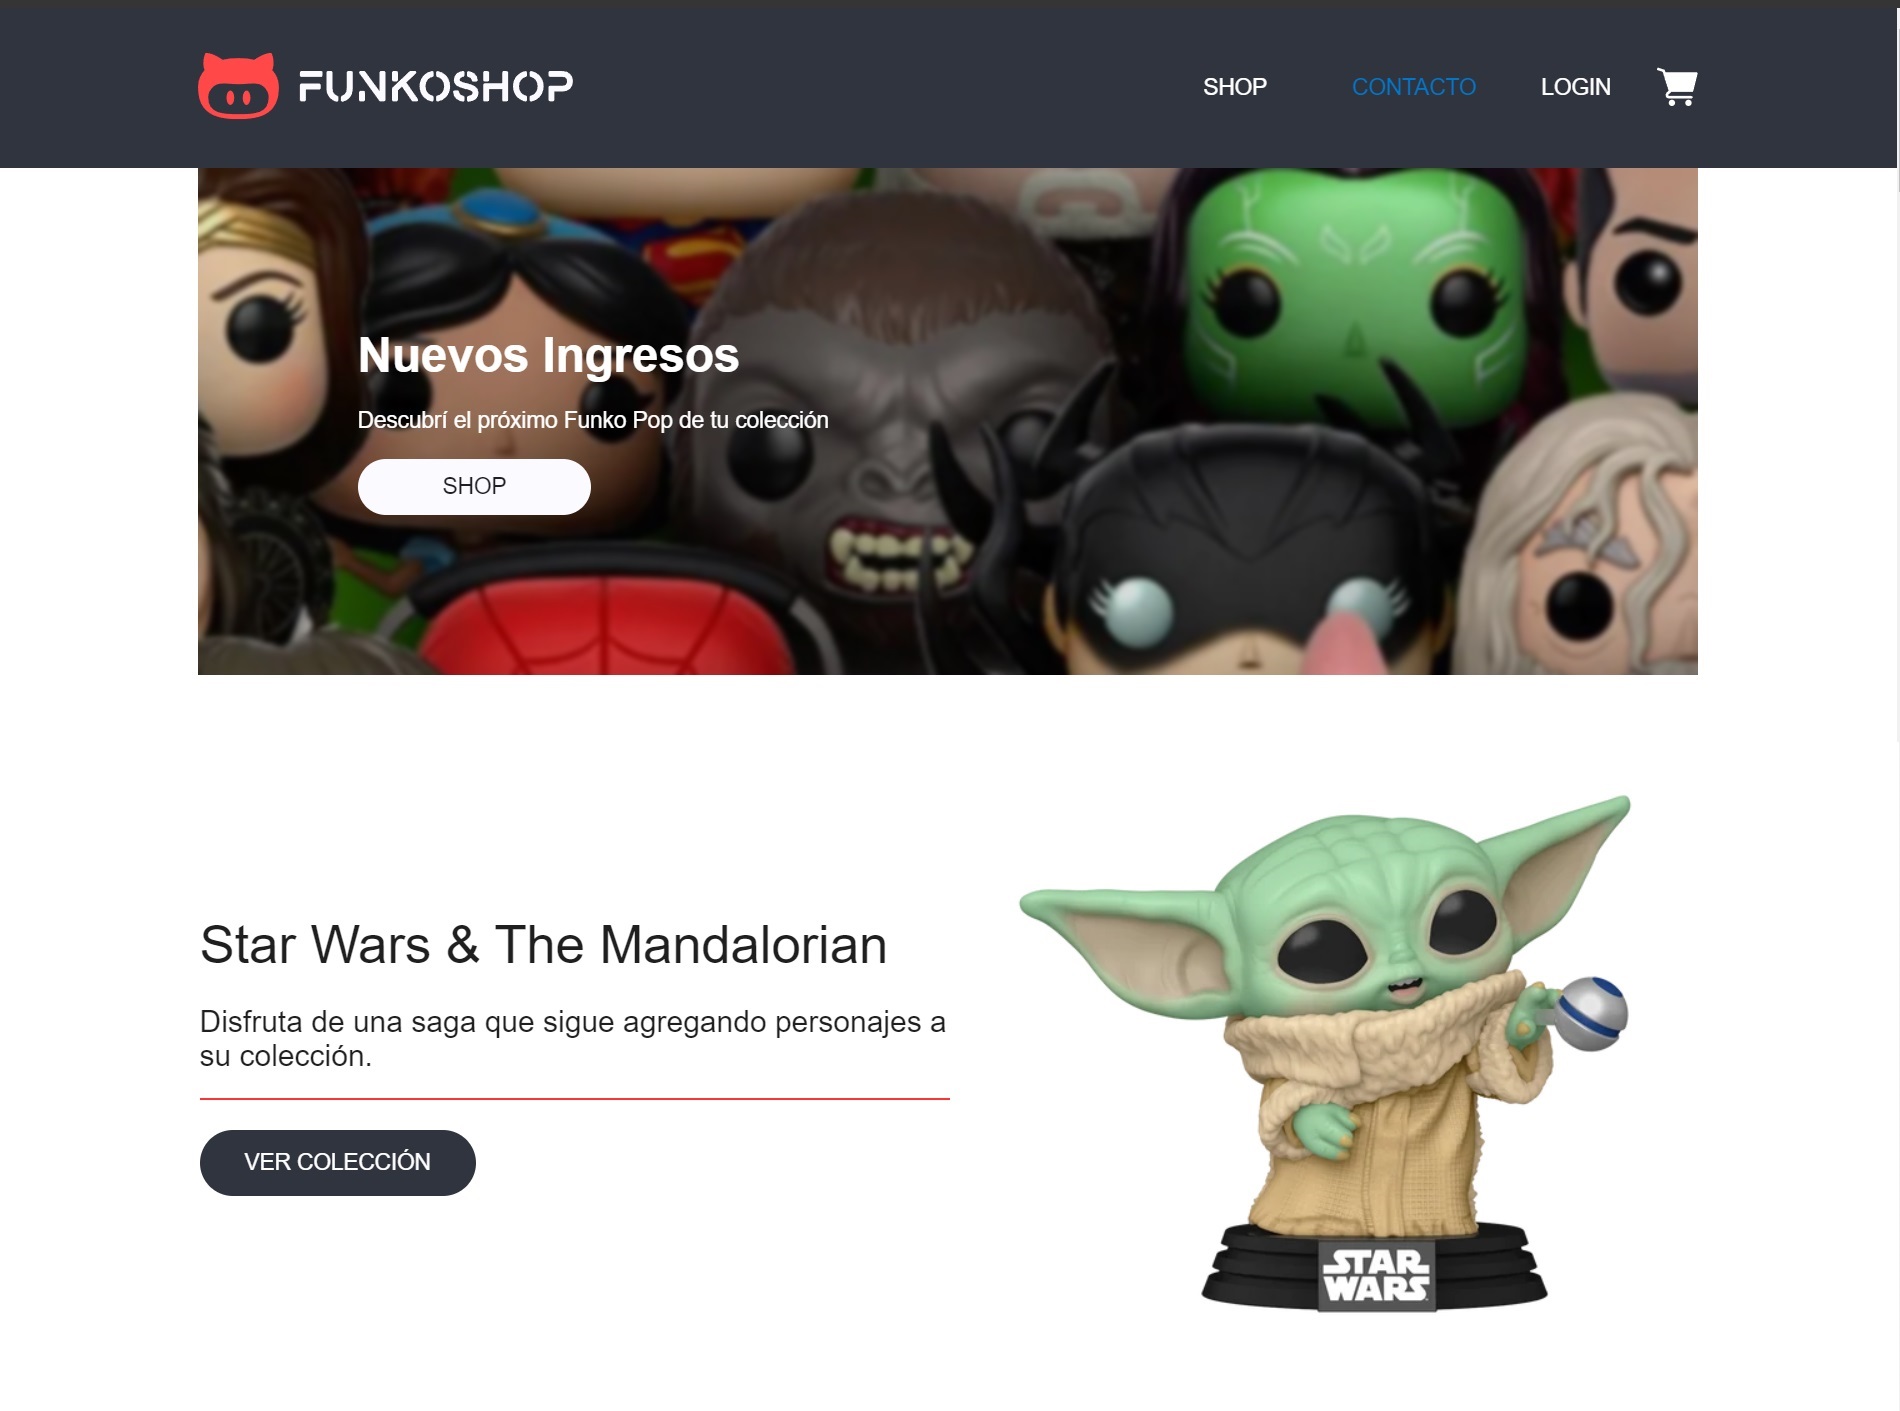 FUNKOSHOP
SHOP CONTACTO LOGIN
Nuevos Ingresos
Descubrí el próximo Funko Pop de tu colección
SHOP
Star Wars & The Mandalorian
Disfruta de una saga que sigue agregando personajes a
su colección.
VER COLECCIÓN
STAR
WARS